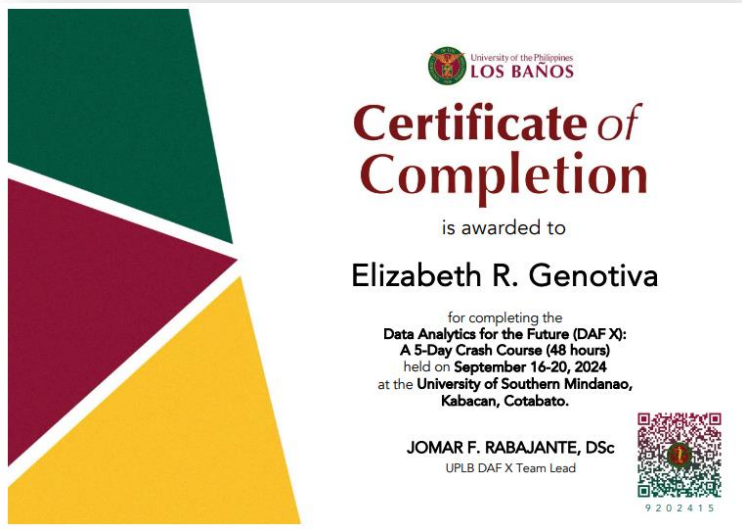 University of the Philippines
LOS BAÑOS
Certificate of
Completion
is awarded to
Elizabeth R. Genotiva
for completing the
Data Analytics for the Future (DAF X):
A 5-Day Crash Course (48 hours)
held on September 16-20, 2024
at the University of Southern Mindanao,
Kabacan, Cotabato.
JOMAR F. RABAJANTE, DSc
UPLB DAF X Team Lead
9202415